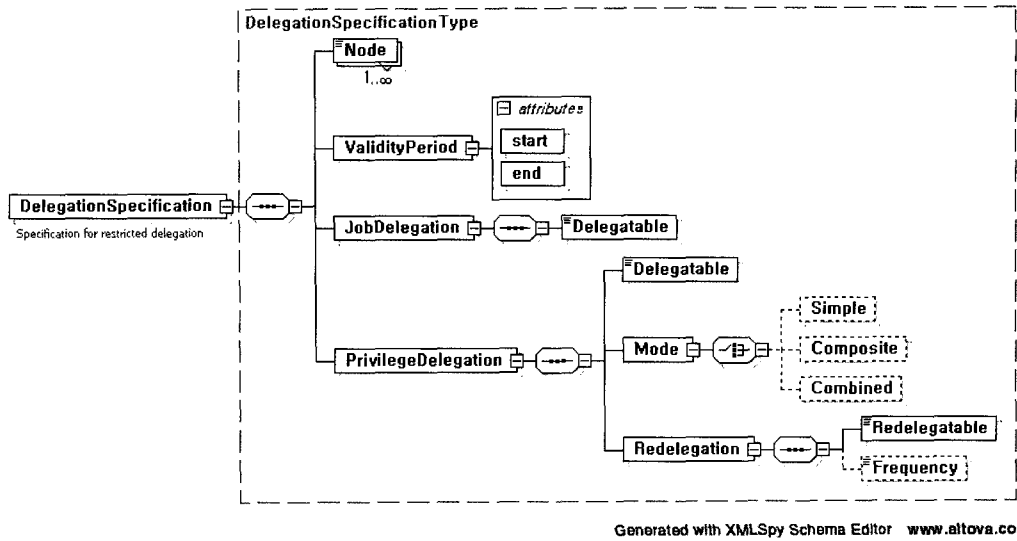 DelegationSpecificationType
Node
1..∞
attributes
start
ValidityPeriod
end
DelegationSpecification
Specification for restricted delegation
JobDelegation
Delegatable
Delegatable
Simple
Mode
Composite
PrivilegeDelegation
Combined
Redelegatable
Redelegation
Frequency
Generated with XMLSpy Schema Editor www.altova.co